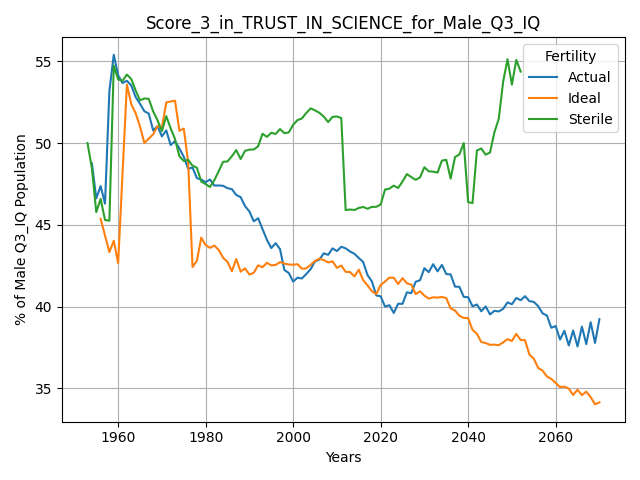 Score_3_in_TRUST_IN_SCIENCE_for_Male_Q3_IQ
Fertility
Actual
Ideal
Sterile
% of Male Q3_IQ Population
55
50
45
40
35
1960
1980
2000
2020
2040
2060
Years